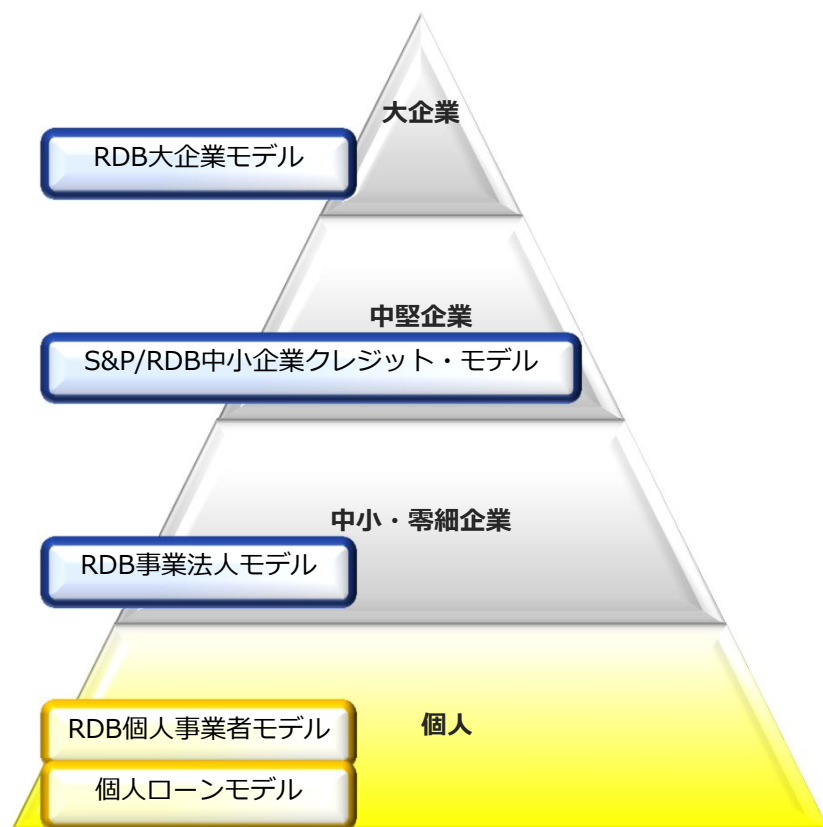 大企業
RDB大企業モデル
中堅企業
S&P/RDB中小企業クレジット・モデル
中小・零細企業
RDB事業法人モデル
RDB個人事業者モデル
個人
個人ローンモデル